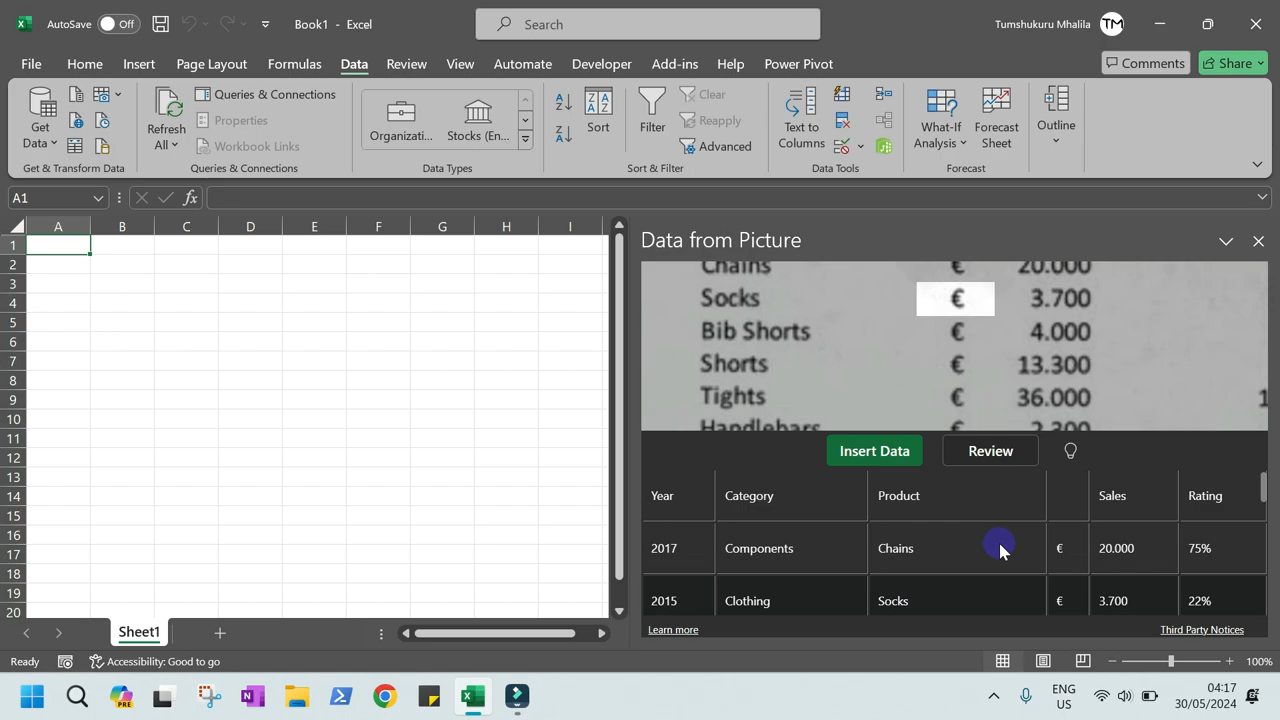 AutoSave Off Book1 - Excel Search Tumshukuru Mhalila TM
File Home Insert Page Layout Formulas Data Review View Automate Developer Add-ins Help Power Pivot Comments Share
Get Data
Get & Transform Data
Refresh All
Queries & Connections
Properties
Workbook Links
Queries & Connections
Organizati... Stocks (En...
Data Types
Sort
Filter
Clear
Reapply
Advanced
Sort & Filter
Text to Columns
Data Tools
What-If Analysis
Forecast Sheet
Forecast
Outline
A1 fx
A B C D E F G H I
1
2
3
4
5
6
7
8
9
10
11
12
13
14
15
16
17
18
19
20
Data from Picture
Chains € 20.000
Socks € 3.700
Bib Shorts € 4.000
Shorts € 13.300
Tights € 36.000 1
Handlebars 2.300
Insert Data Review
Year Category Product Sales Rating
2017 Components Chains € 20.000 75%
2015 Clothing Socks € 3.700 22%
Learn more Third Party Notices
Sheet1
Ready Accessibility: Good to go 100%
PRE ENG US 04:17 30/05/2024